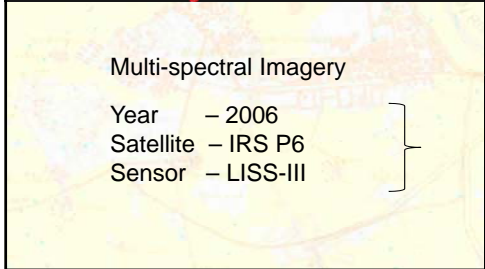 Multi-spectral Imagery
Year – 2006
Satellite – IRS P6
Sensor – LISS-III